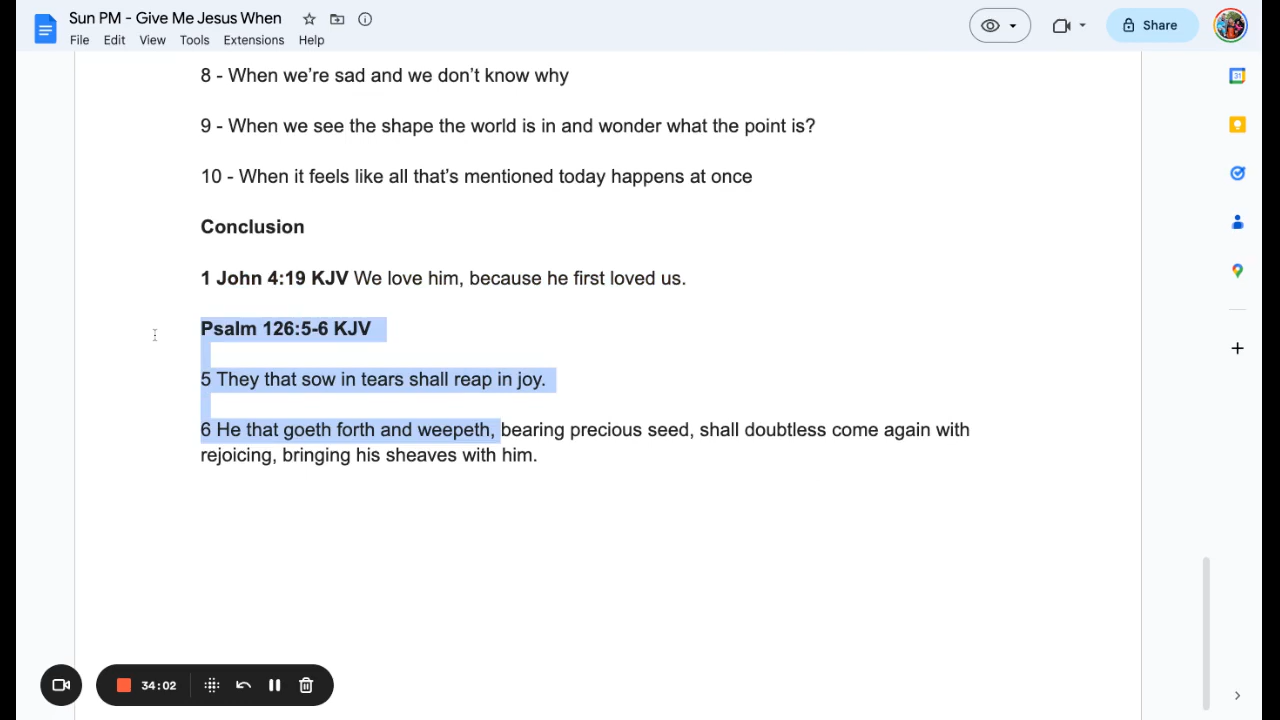 Sun PM - Give Me Jesus When
File Edit View Tools Extensions Help
Share
31
8 - When we’re sad and we don’t know why
9 - When we see the shape the world is in and wonder what the point is?
10 - When it feels like all that’s mentioned today happens at once
Conclusion
1 John 4:19 KJV We love him, because he first loved us.
Psalm 126:5-6 KJV
5 They that sow in tears shall reap in joy.
6 He that goeth forth and weepeth, bearing precious seed, shall doubtless come again with
rejoicing, bringing his sheaves with him.
34:02